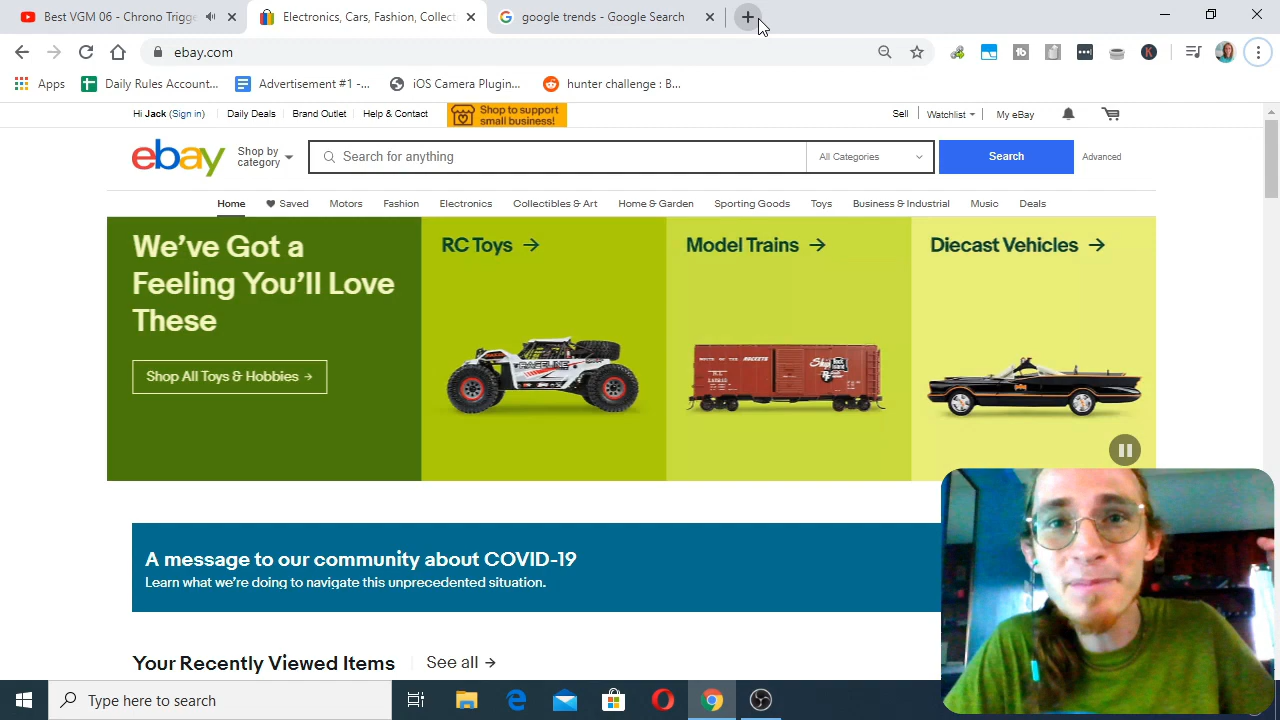 Best VGM 06 - Chrono Trigge
Electronics, Cars, Fashion, Collect
google trends - Google Search
ebay.com
Apps
Daily Rules Account...
Advertisement #1 -...
iOS Camera Plugin...
hunter challenge : B...
Hi Jack (Sign in)
Daily Deals
Brand Outlet
Help & Contact
Shop to support
small business!
Sell
Watchlist
My eBay
ebay
Shop by
category
Search for anything
All Categories
Search
Advanced
Home
Saved
Motors
Fashion
Electronics
Collectibles & Art
Home & Garden
Sporting Goods
Toys
Business & Industrial
Music
Deals
We've Got a
Feeling You'll Love
These
Shop All Toys & Hobbies →
RC Toys →
Model Trains →
Diecast Vehicles →
A message to our community about COVID-19
Learn what we're doing to navigate this unprecedented situation.
Your Recently Viewed Items
See all →
Type here to search